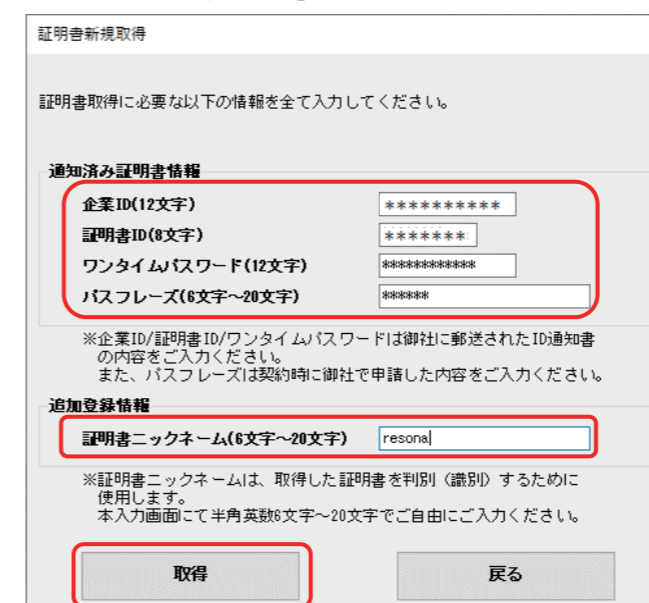 証明書新規取得
証明書取得に必要な以下の情報を全て入力してください。
通知済み証明書情報
企業ID(12文字) **********
証明書ID(8文字) *******
ワンタイムパスワード(12文字) ************
パスフレーズ(6文字～20文字) ******
※企業ID/証明書ID/ワンタイムパスワードは御社に郵送されたID通知書
の内容をご入力ください。
また、パスフレーズは契約時に御社で申請した内容をご入力ください。
追加登録情報
証明書ニックネーム(6文字～20文字) resona
※証明書ニックネームは、取得した証明書を判別（識別）するために
使用します。
本入力画面にて半角英数6文字～20文字でご自由にご入力ください。
取得 戻る